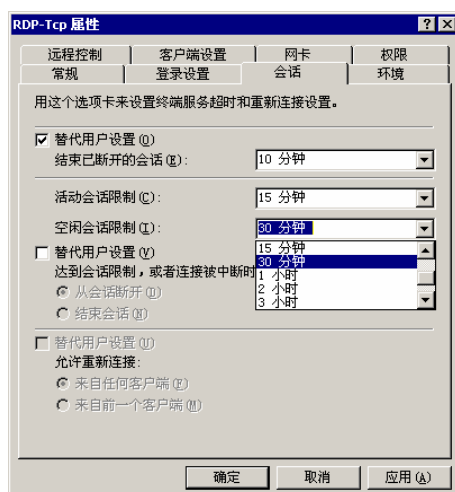 RDP-Tcp 属性
远程控制 客户端设置 网卡 权限
常规 登录设置 会话 环境
用这个选项卡来设置终端服务超时和重新连接设置。
替代用户设置(O)
结束已断开的会话(E): 10 分钟
活动会话限制(C): 15 分钟
空闲会话限制(I): 30 分钟
15 分钟
30 分钟
1 小时
2 小时
3 小时
替代用户设置(V)
达到会话限制，或者连接被中断时
从会话断开(D)
结束会话(N)
替代用户设置(U)
允许重新连接:
来自任何客户端(F)
来自前一个客户端(M)
确定 取消 应用(A)